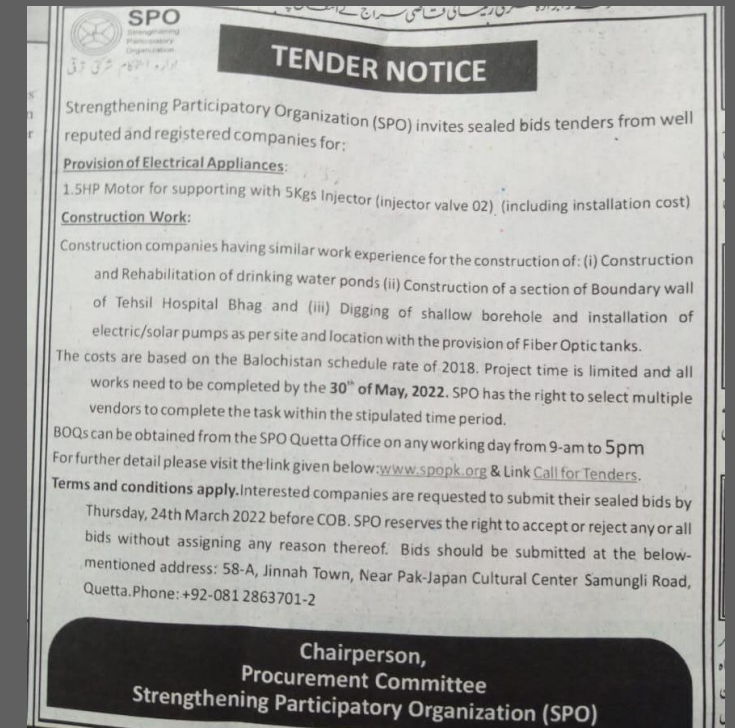 SPO
Strengthening
Participatory
Organization
TENDER NOTICE
Strengthening Participatory Organization (SPO) invites sealed bids tenders from well
reputed and registered companies for:
Provision of Electrical Appliances:
1.5HP Motor for supporting with 5Kgs Injector (injector valve 02) (including installation cost)
Construction Work:
Construction companies having similar work experience for the construction of: (i) Construction
and Rehabilitation of drinking water ponds (ii) Construction of a section of Boundary wall
of Tehsil Hospital Bhag and (iii) Digging of shallow borehole and installation of
electric/solar pumps as per site and location with the provision of Fiber Optic tanks.
The costs are based on the Balochistan schedule rate of 2018. Project time is limited and all
works need to be completed by the 30th of May, 2022. SPO has the right to select multiple
vendors to complete the task within the stipulated time period.
BOQs can be obtained from the SPO Quetta Office on any working day from 9-am to 5pm
For further detail please visit the link given below:www.spopk.org & Link Call for Tenders.
Terms and conditions apply.Interested companies are requested to submit their sealed bids by
Thursday, 24th March 2022 before COB. SPO reserves the right to accept or reject any or all
bids without assigning any reason thereof. Bids should be submitted at the below-
mentioned address: 58-A, Jinnah Town, Near Pak-Japan Cultural Center Samungli Road,
Quetta.Phone: +92-081 2863701-2
Chairperson,
Procurement Committee
Strengthening Participatory Organization (SPO)